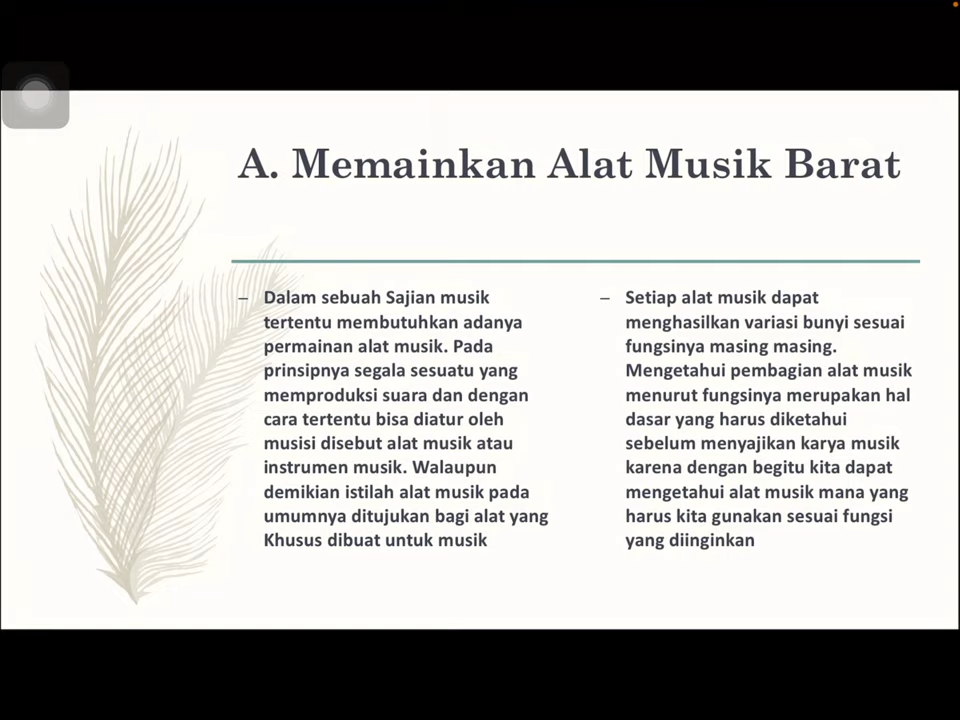 A. Memainkan Alat Musik Barat
– Dalam sebuah Sajian musik
tertentu membutuhkan adanya
permainan alat musik. Pada
prinsipnya segala sesuatu yang
memproduksi suara dan dengan
cara tertentu bisa diatur oleh
musisi disebut alat musik atau
instrumen musik. Walaupun
demikian istilah alat musik pada
umumnya ditujukan bagi alat yang
Khusus dibuat untuk musik
– Setiap alat musik dapat
menghasilkan variasi bunyi sesuai
fungsinya masing masing.
Mengetahui pembagian alat musik
menurut fungsinya merupakan hal
dasar yang harus diketahui
sebelum menyajikan karya musik
karena dengan begitu kita dapat
mengetahui alat musik mana yang
harus kita gunakan sesuai fungsi
yang diinginkan